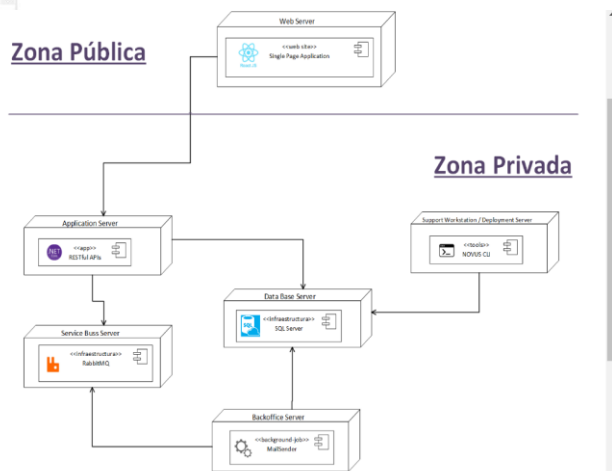 Web Server
Zona Pública
<<web site>>
Single Page Application
React JS
Zona Privada
Application Server
<<app>>
RESTful APIs
.NET
Support Workstation / Deployment Server
<<tools>>
NOVUS CLI
Data Base Server
<<infraestructura>>
SQL Server
SQL
Service Buss Server
<<infraestructura>>
RabbitMQ
Backoffice Server
<<background-job>>
MailSender